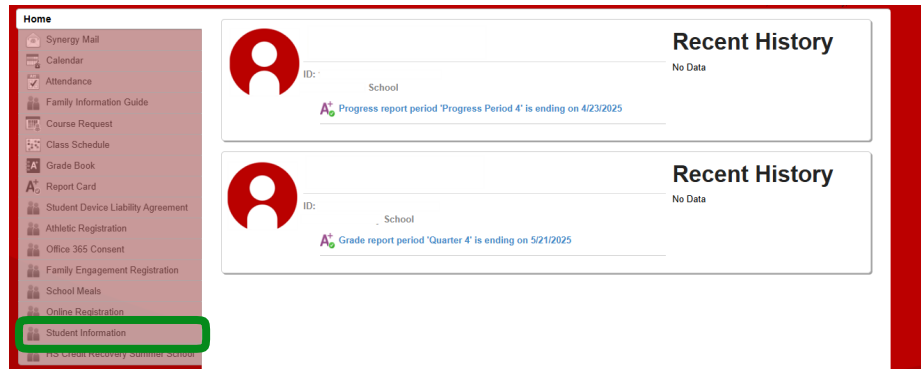 Home
Synergy Mail
Calendar
Attendance
Family Information Guide
Course Request
Class Schedule
Grade Book
Report Card
Student Device Liability Agreement
Athletic Registration
Office 365 Consent
Family Engagement Registration
School Meals
Online Registration
Student Information
HS Credit Recovery Summer School
ID:
School
Progress report period 'Progress Period 4' is ending on 4/23/2025
Recent History
No Data
ID:
School
Grade report period 'Quarter 4' is ending on 5/21/2025
Recent History
No Data